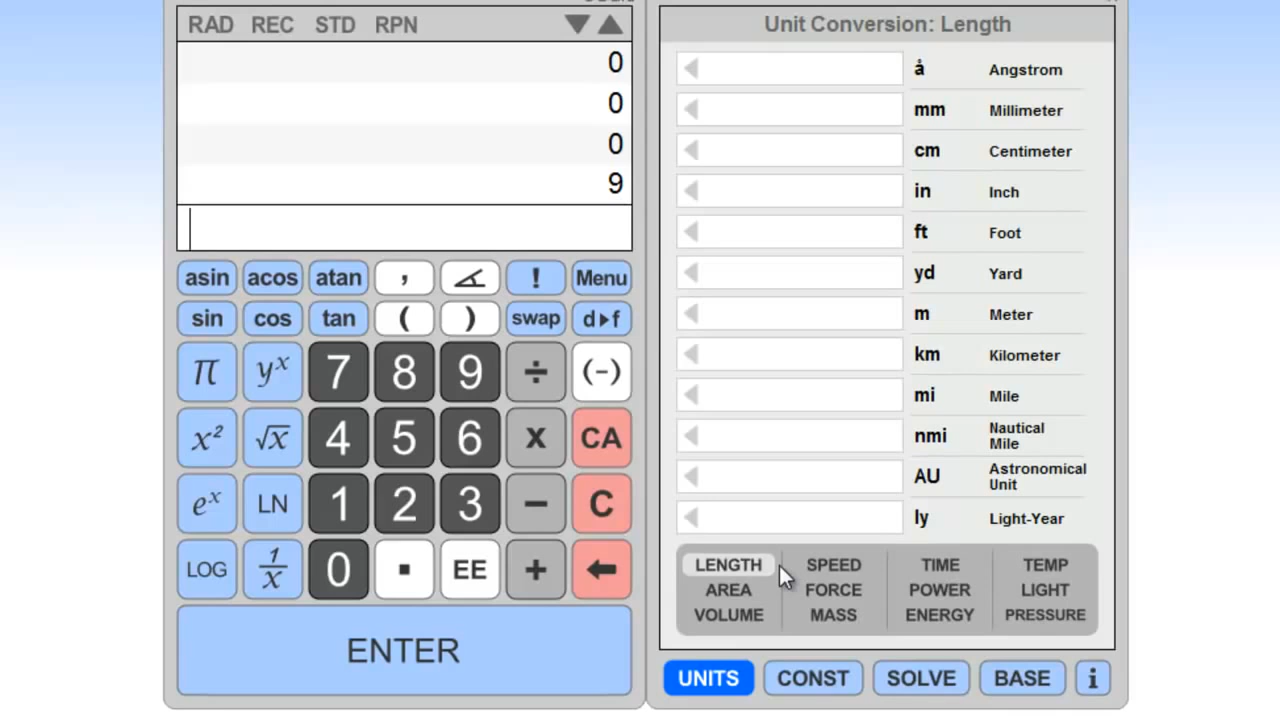 RAD REC STD RPN
0
0
0
9
asin acos atan , ∠ ! Menu
sin cos tan ( ) swap d▸f
π yˣ 7 8 9 ÷ (-)
x² √x 4 5 6 x CA
eˣ LN 1 2 3 − C
LOG 1/x 0 . EE +
ENTER
Unit Conversion: Length
å Angstrom
mm Millimeter
cm Centimeter
in Inch
ft Foot
yd Yard
m Meter
km Kilometer
mi Mile
nmi Nautical Mile
AU Astronomical Unit
ly Light-Year
LENGTH SPEED TIME TEMP
AREA FORCE POWER LIGHT
VOLUME MASS ENERGY PRESSURE
UNITS CONST SOLVE BASE i